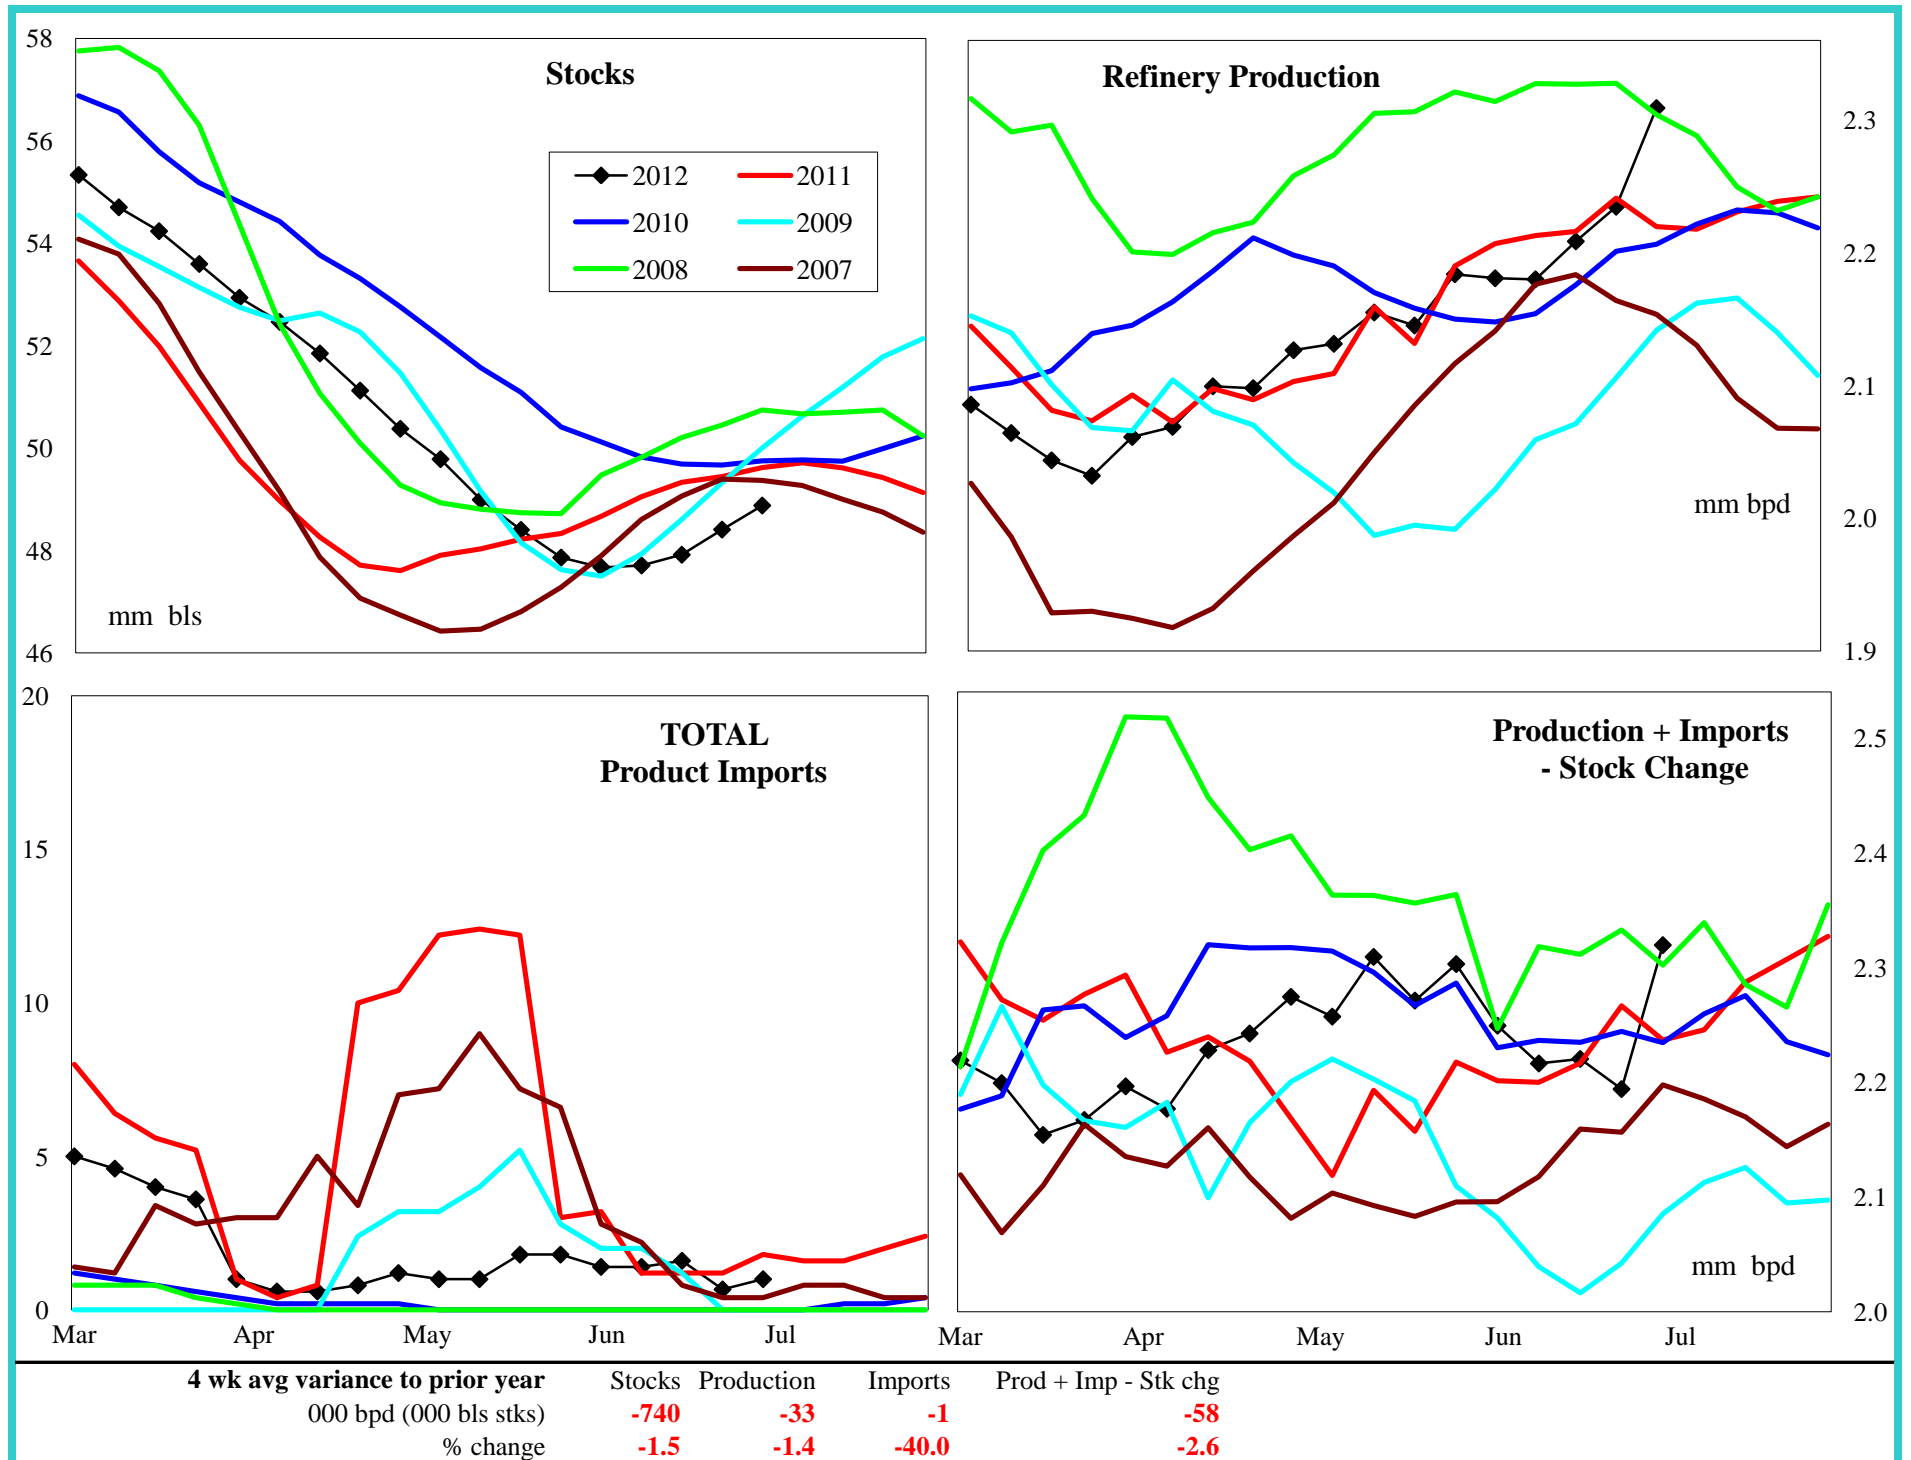 Stocks
58
56
54
52
50
48
46
2012
2011
2010
2009
2008
2007
mm bls
Refinery Production
2.3
2.2
2.1
2.0
1.9
mm bpd
TOTAL
Product Imports
20
15
10
5
0
Mar Apr May Jun Jul
Production + Imports
- Stock Change
2.5
2.4
2.3
2.2
2.1
2.0
mm bpd
Mar Apr May Jun Jul
4 wk avg variance to prior year Stocks Production Imports Prod + Imp - Stk chg
000 bpd (000 bls stks) -740 -33 -1 -58
% change -1.5 -1.4 -40.0 -2.6